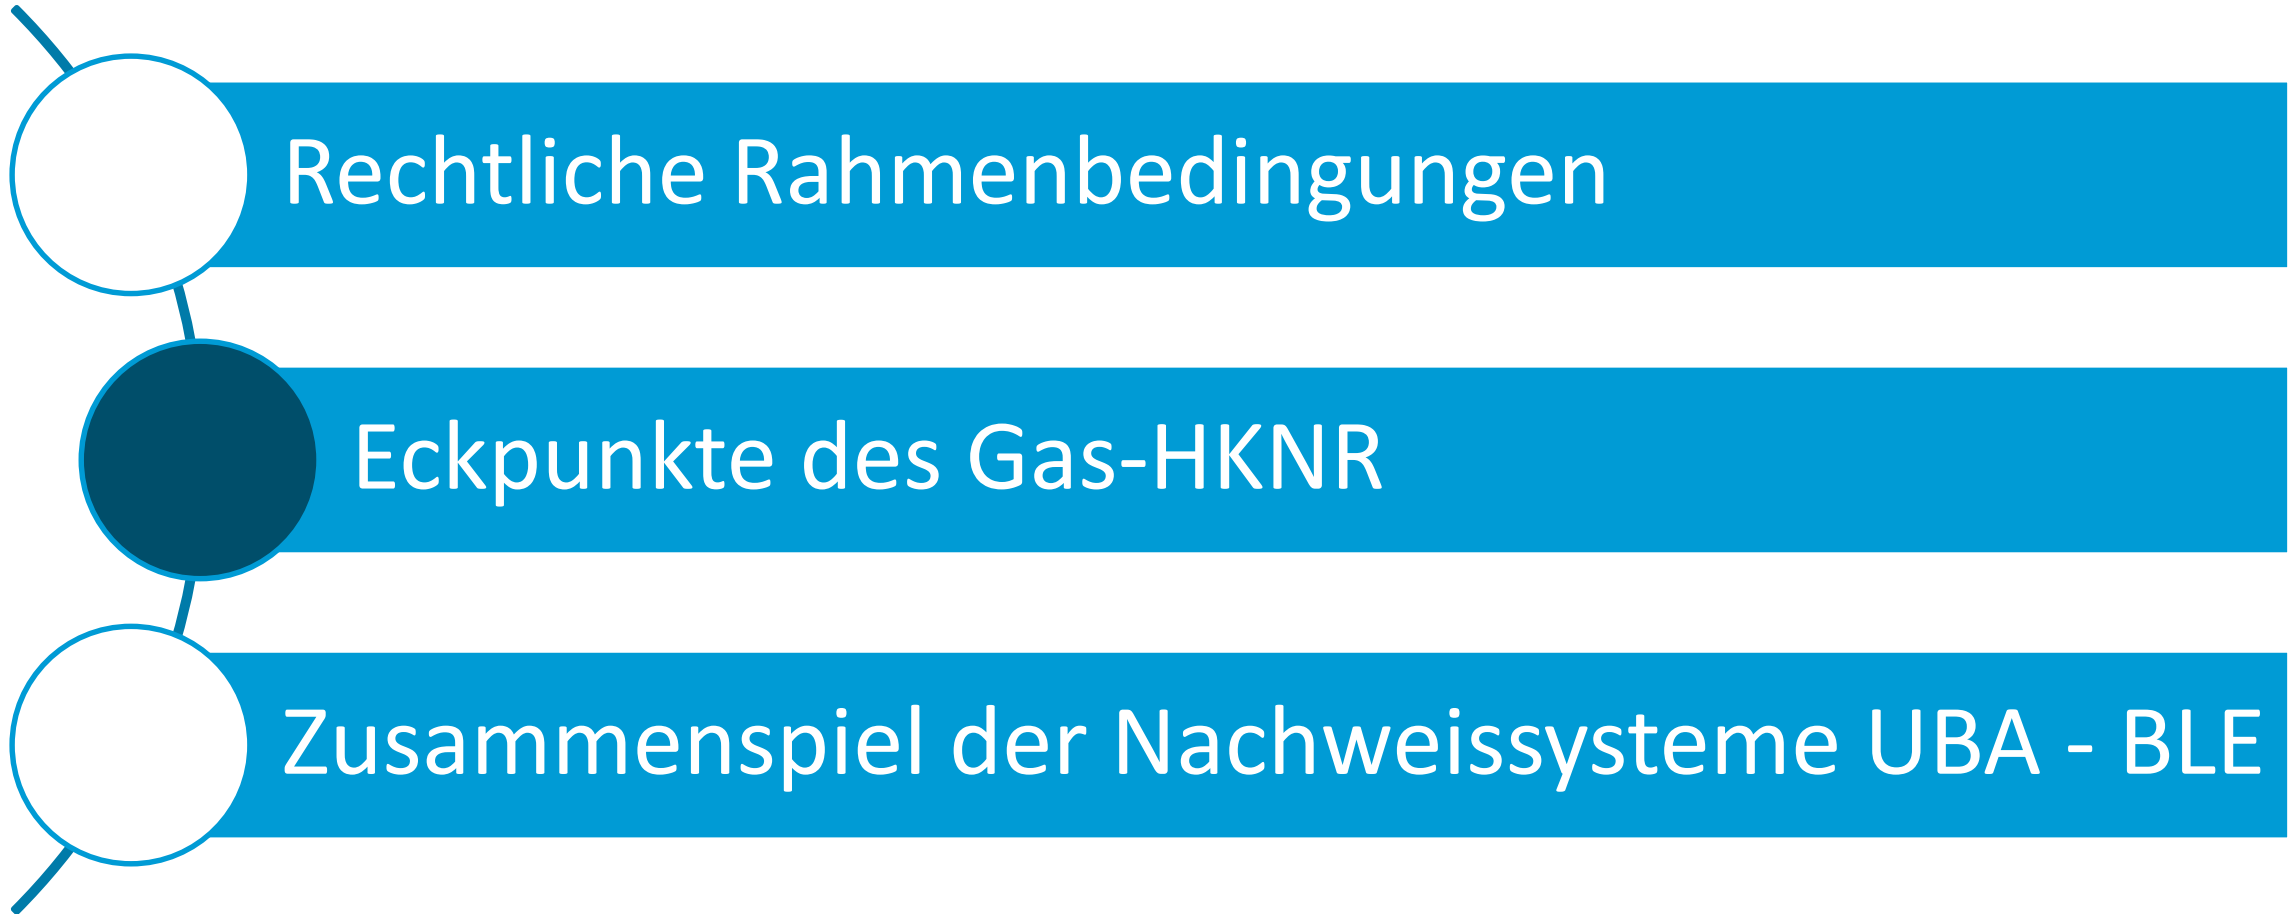 Rechtliche Rahmenbedingungen
Eckpunkte des Gas-HKNR
Zusammenspiel der Nachweissysteme UBA - BLE